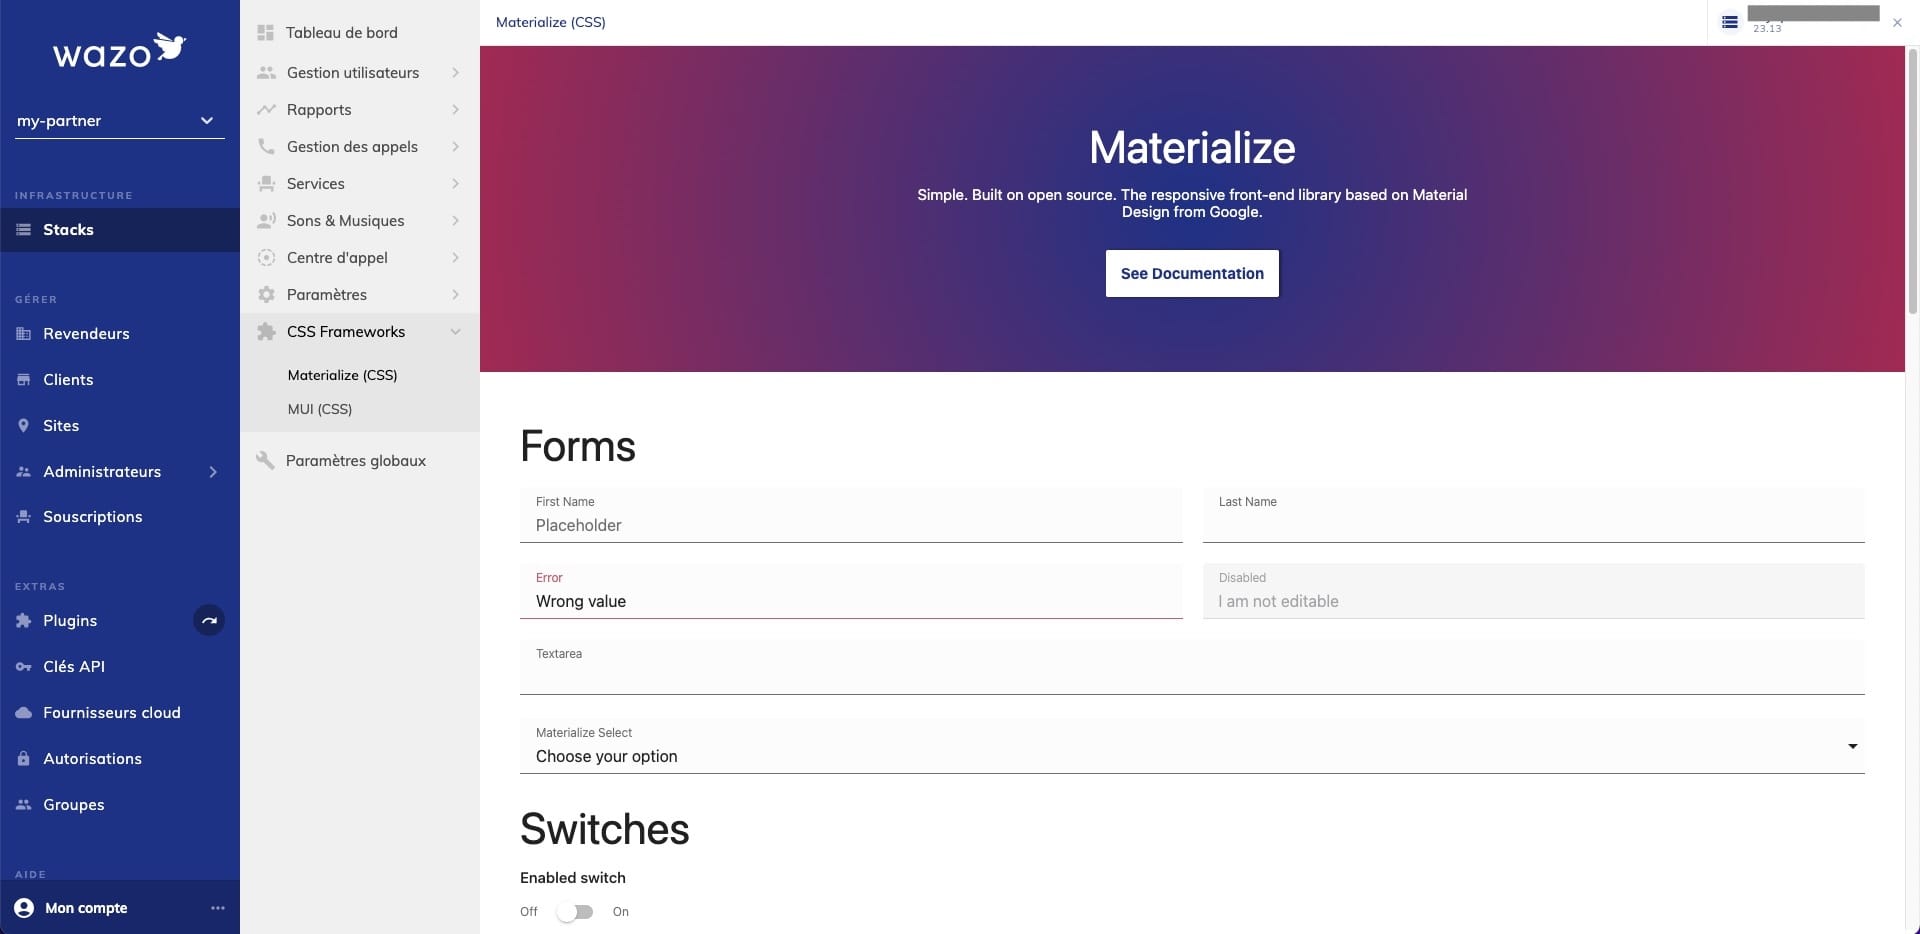 wazo
my-partner
INFRASTRUCTURE
Stacks
GÉRER
Revendeurs
Clients
Sites
Administrateurs
Souscriptions
EXTRAS
Plugins
Clés API
Fournisseurs cloud
Autorisations
Groupes
AIDE
Mon compte
Tableau de bord
Gestion utilisateurs
Rapports
Gestion des appels
Services
Sons & Musiques
Centre d'appel
Paramètres
CSS Frameworks
Materialize (CSS)
MUI (CSS)
Paramètres globaux
Materialize (CSS)
23.13
Materialize
Simple. Built on open source. The responsive front-end library based on Material
Design from Google.
See Documentation
Forms
First Name
Placeholder
Last Name
Error
Wrong value
Disabled
I am not editable
Textarea
Materialize Select
Choose your option
Switches
Enabled switch
Off On